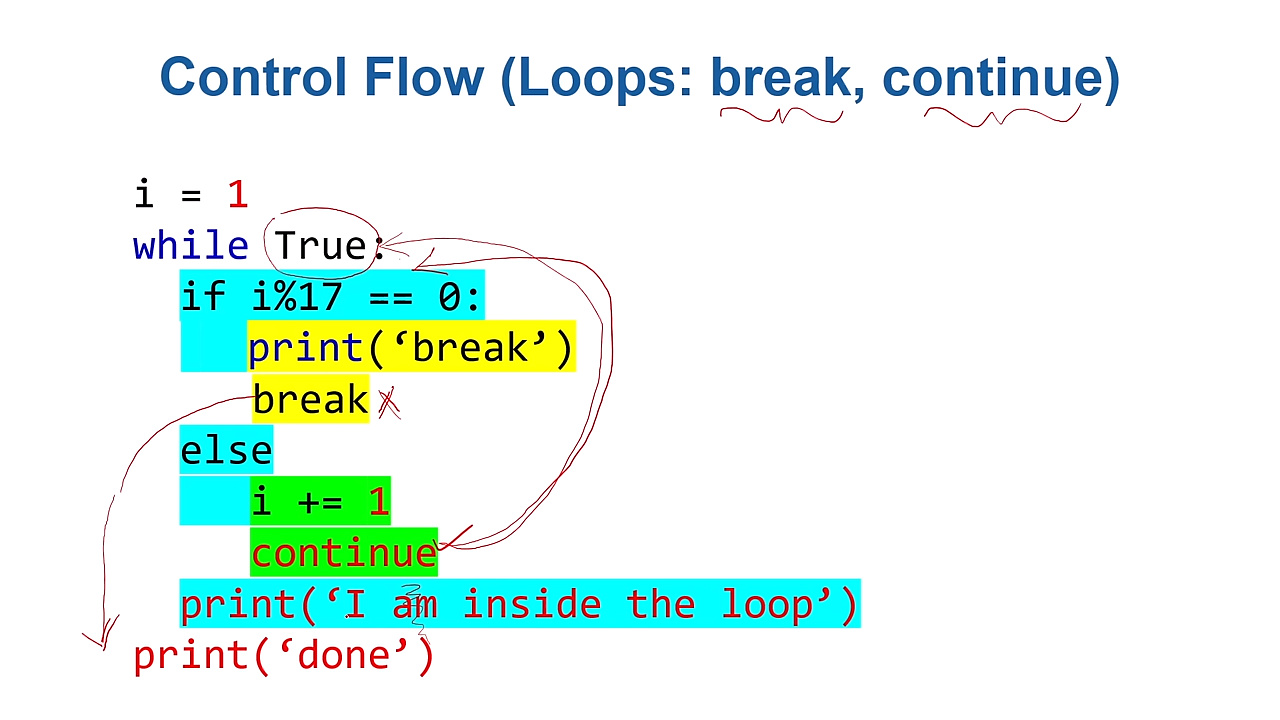 Control Flow (Loops: break, continue)
i = 1
while True:
if i%17 == 0:
print(‘break’)
break
else
i += 1
continue
print(‘I am inside the loop’)
print(‘done’)